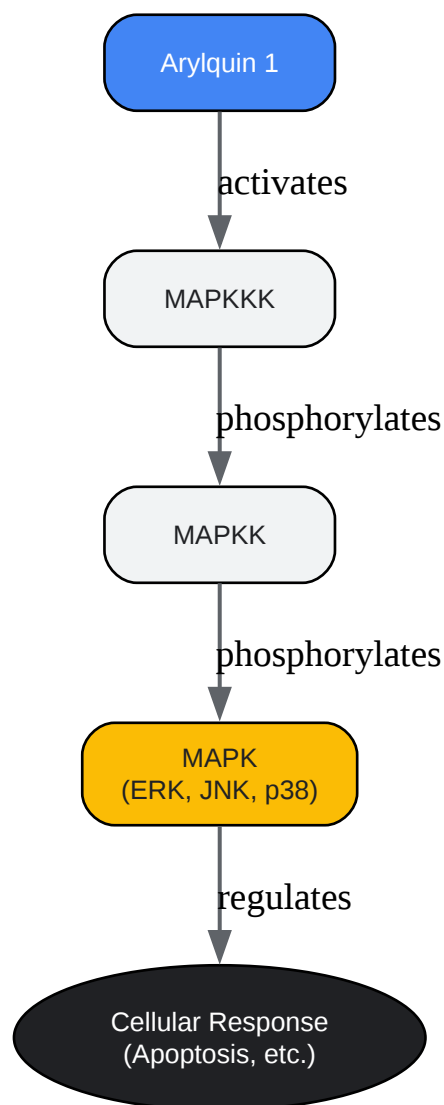 Arylquin 1
activates
MAPKKK
phosphorylates
MAPKK
phosphorylates
MAPK
(ERK, JNK, p38)
regulates
Cellular Response
(Apoptosis, etc.)